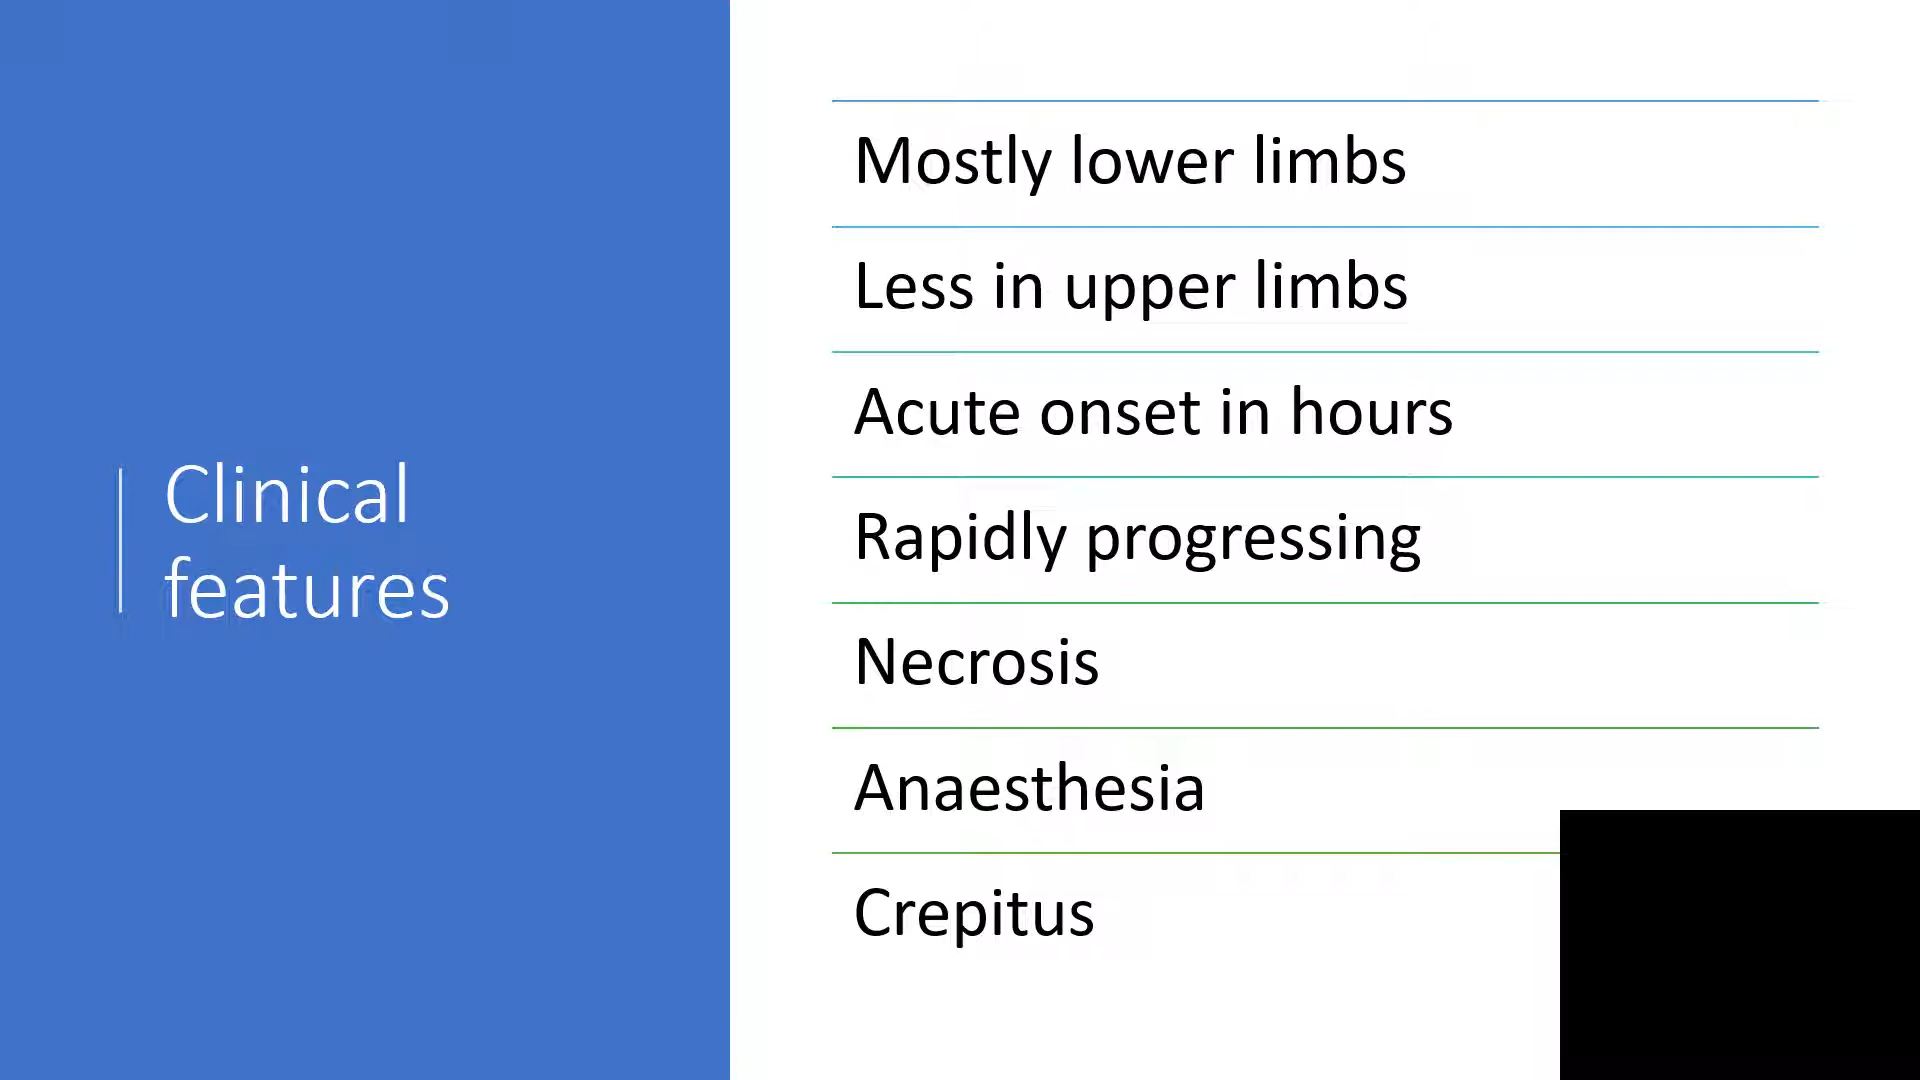 Clinical
features
Mostly lower limbs
Less in upper limbs
Acute onset in hours
Rapidly progressing
Necrosis
Anaesthesia
Crepitus